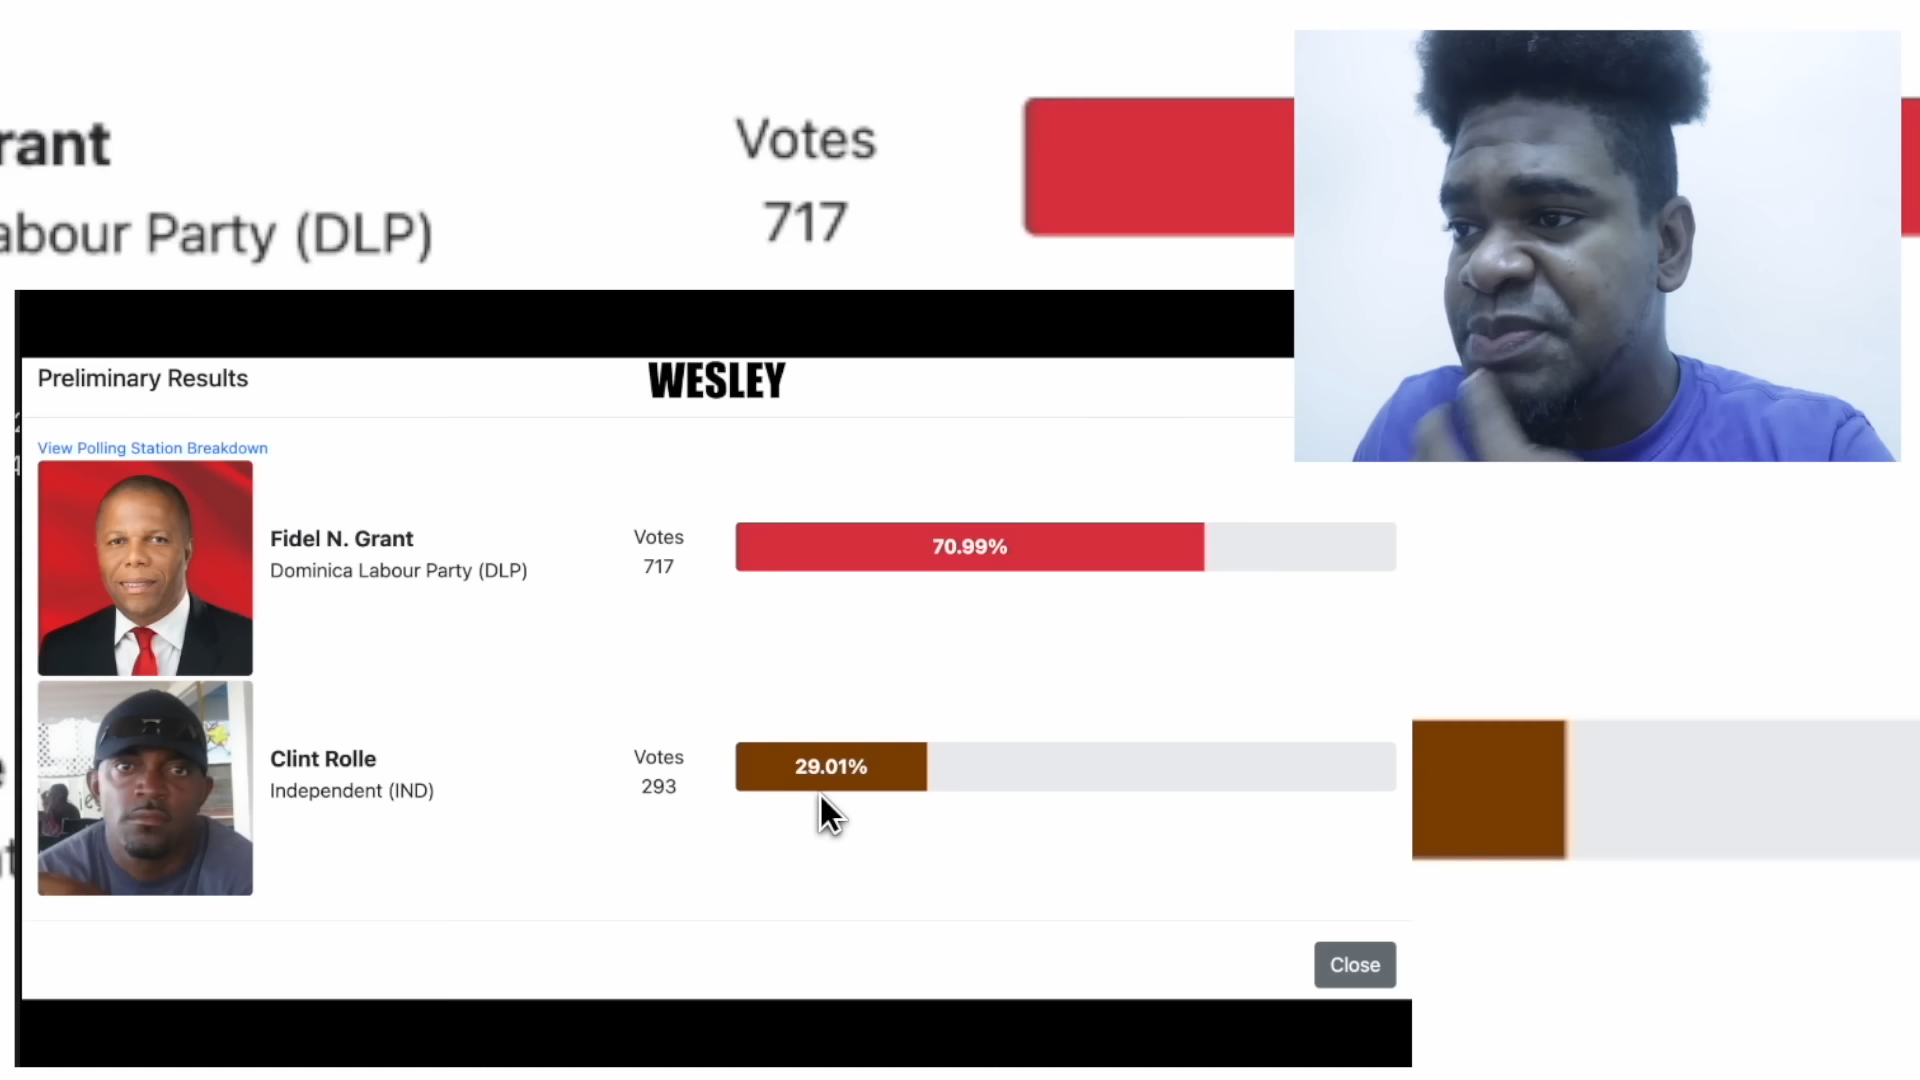 rant
Votes
717
abour Party (DLP)
Preliminary Results
WESLEY
View Polling Station Breakdown
Fidel N. Grant
Dominica Labour Party (DLP)
Votes
717
70.99%
Clint Rolle
Independent (IND)
Votes
293
29.01%
Close